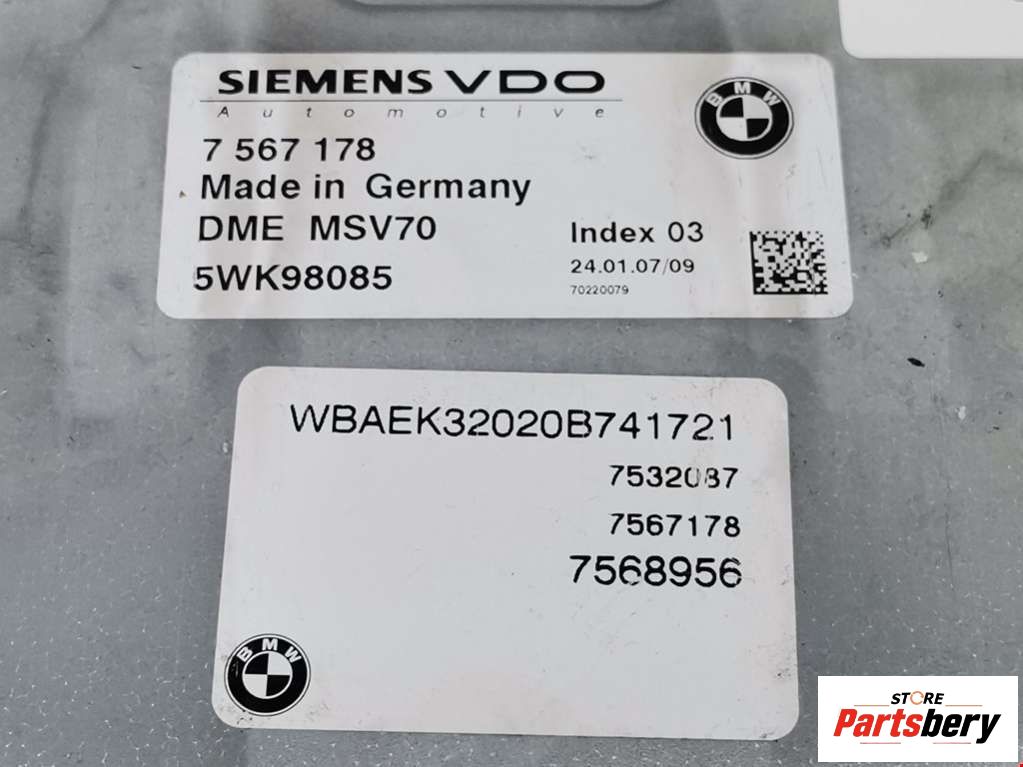 SIEMENS VDO
Automotive
BMW
7 567 178
Made in Germany
DME MSV70
Index 03
5WK98085
24.01.07/09
70220079
WBAEK32020B741721
7532087
7567178
7568956
BMW
STORE
Partsbery